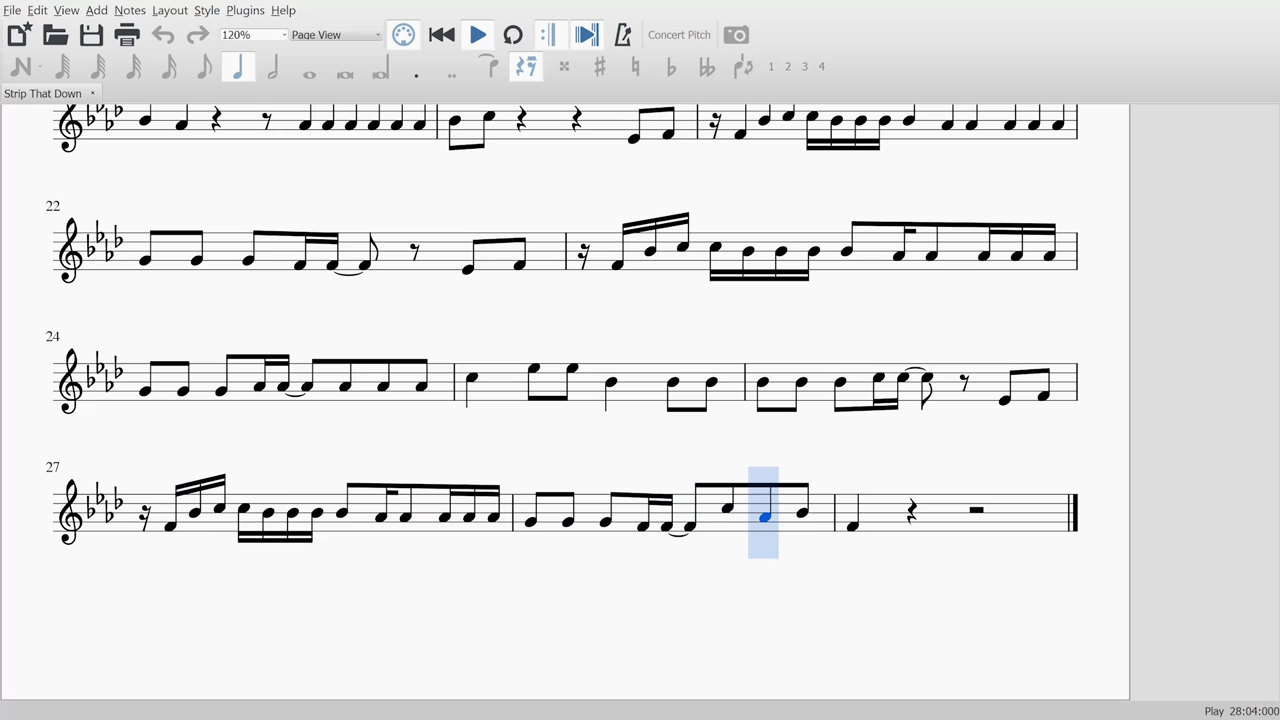 File Edit View Add Notes Layout Style Plugins Help
120% Page View Concert Pitch
1 2 3 4
Strip That Down ×
22
24
27
Play 28:04:000